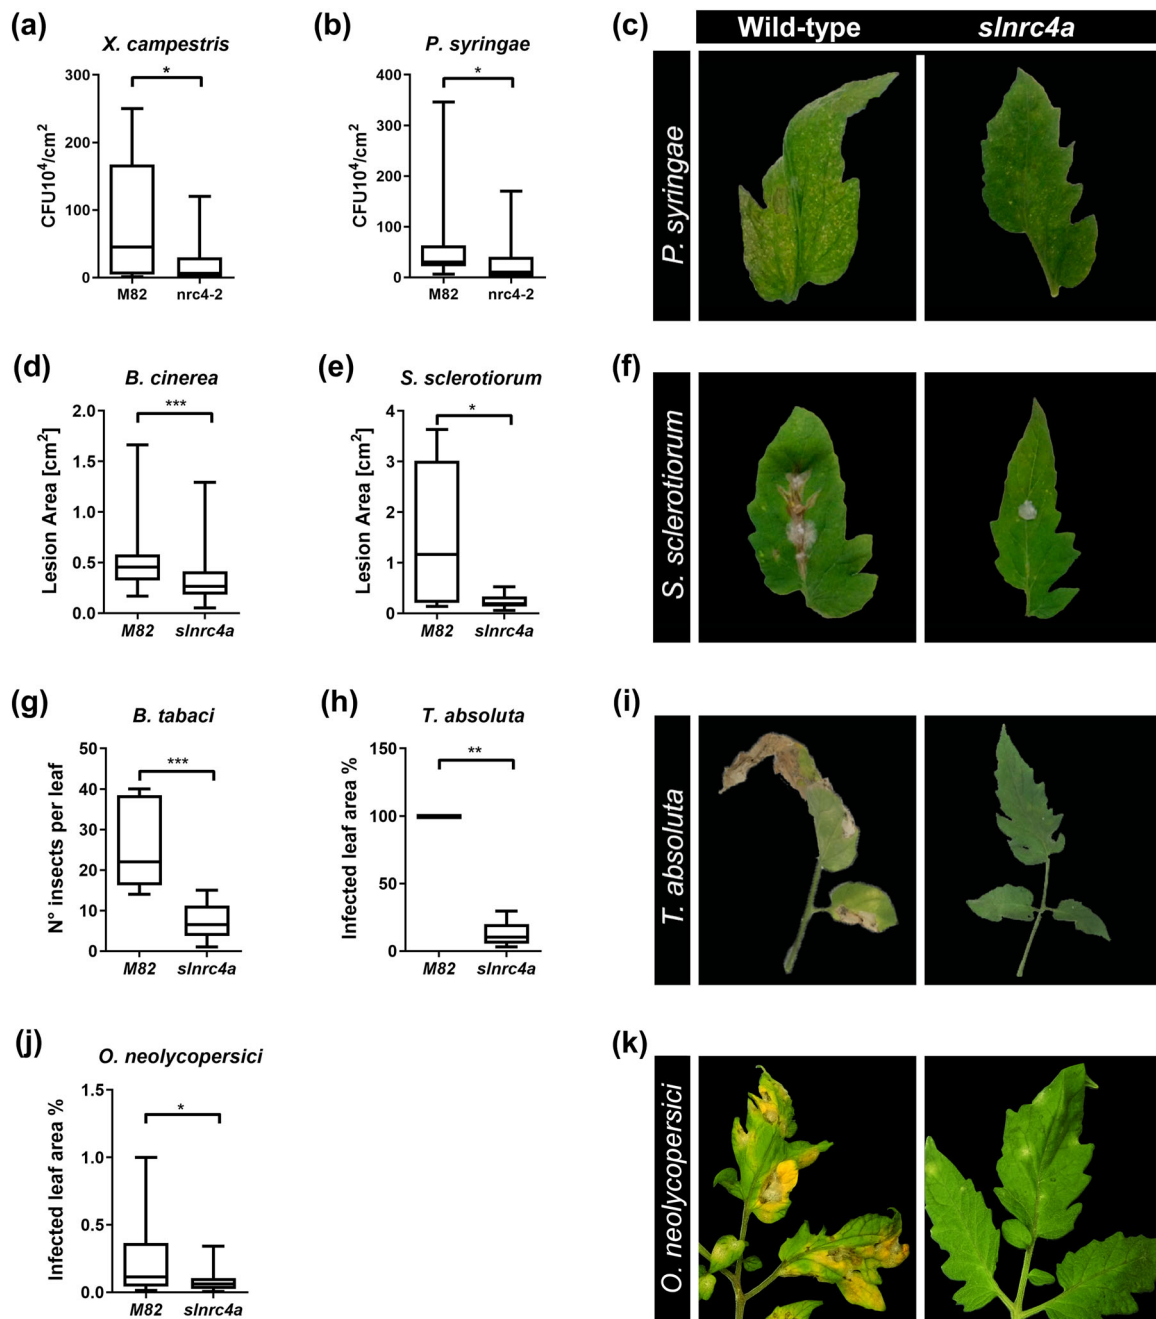 (a)
X. campestris
*
300
200
100
0
CFU10⁴/cm²
M82 nrc4-2
(b)
P. syringae
*
400
300
200
100
0
CFU10⁴/cm²
M82 nrc4-2
(c)
Wild-type slnrc4a
P. syringae
(d)
B. cinerea
***
2.0
1.5
1.0
0.5
0.0
Lesion Area [cm²]
M82 slnrc4a
(e)
S. sclerotiorum
*
4
3
2
1
0
Lesion Area [cm²]
M82 slnrc4a
(f)
S. sclerotiorum
(g)
B. tabaci
***
50
40
30
20
10
0
N° insects per leaf
M82 slnrc4a
(h)
T. absoluta
**
150
100
50
0
Infected leaf area %
M82 slnrc4a
(i)
T. absoluta
(j)
O. neolycopersici
*
1.5
1.0
0.5
0.0
Infected leaf area %
M82 slnrc4a
(k)
O. neolycopersici